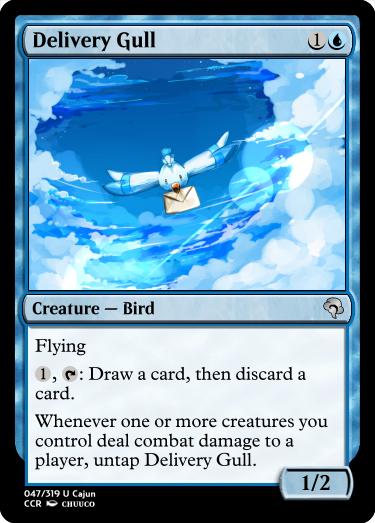 Delivery Gull 1
Creature — Bird
Flying
1, : Draw a card, then discard a
card.
Whenever one or more creatures you
control deal combat damage to a
player, untap Delivery Gull.
1/2
047/319 U Cajun
CCR CHUUCO